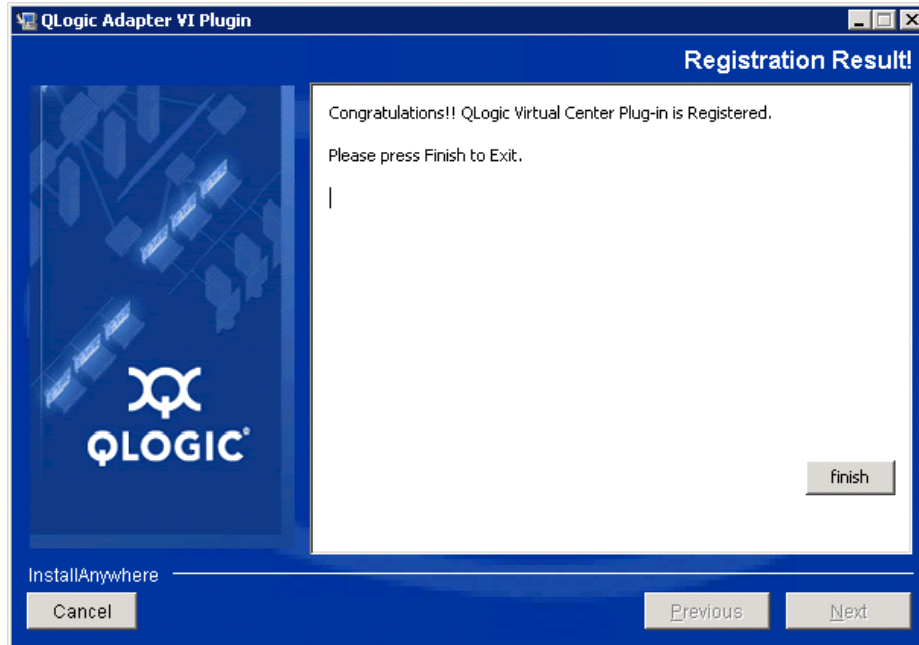 QLogic Adapter VI Plugin
Registration Result!
Congratulations!! QLogic Virtual Center Plug-in is Registered.
Please press Finish to Exit.
QLOGIC®
finish
InstallAnywhere
Cancel
Previous
Next